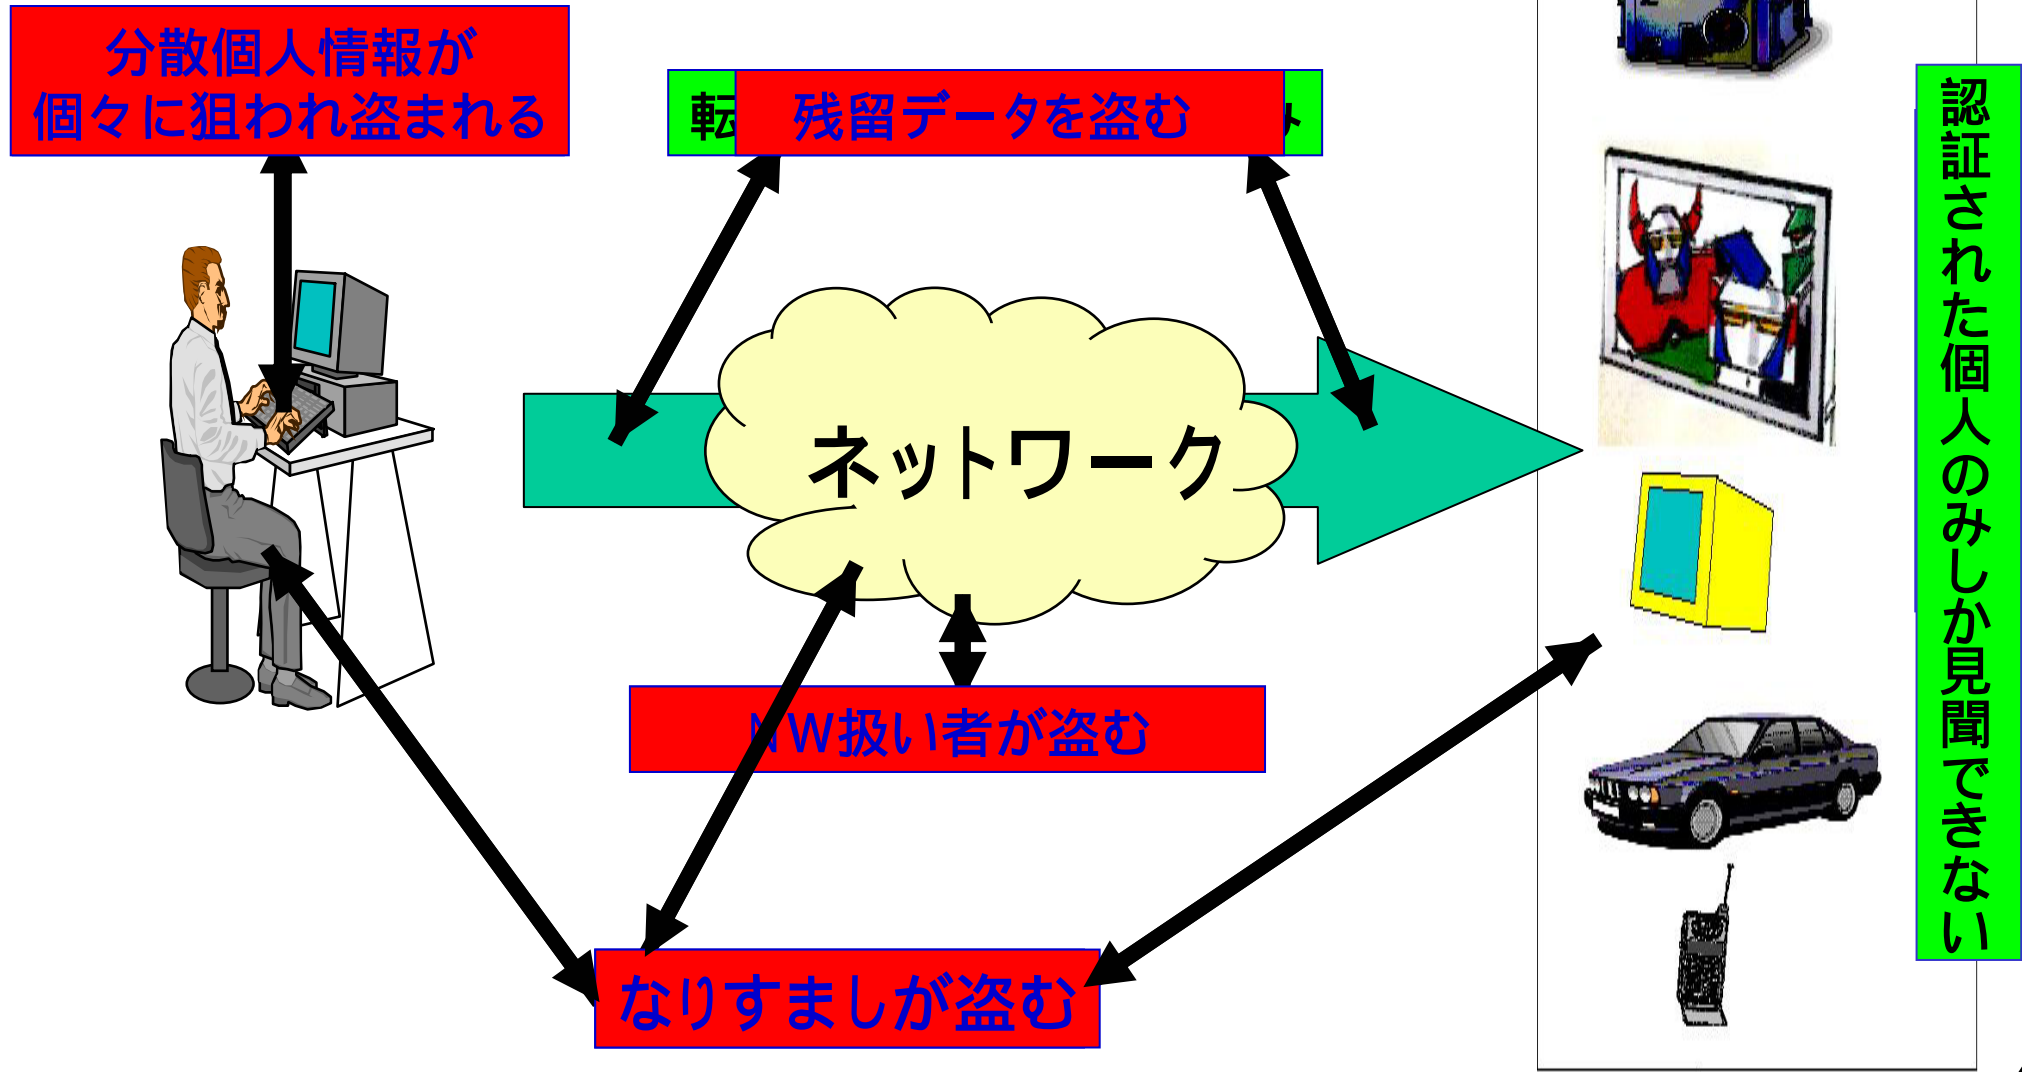 分散個人情報が
個々に狙われ盗まれる
転
残留データを盗む
み
ネットワーク
NW扱い者が盗む
なりすましが盗む
認証された個人のみしか見聞できない